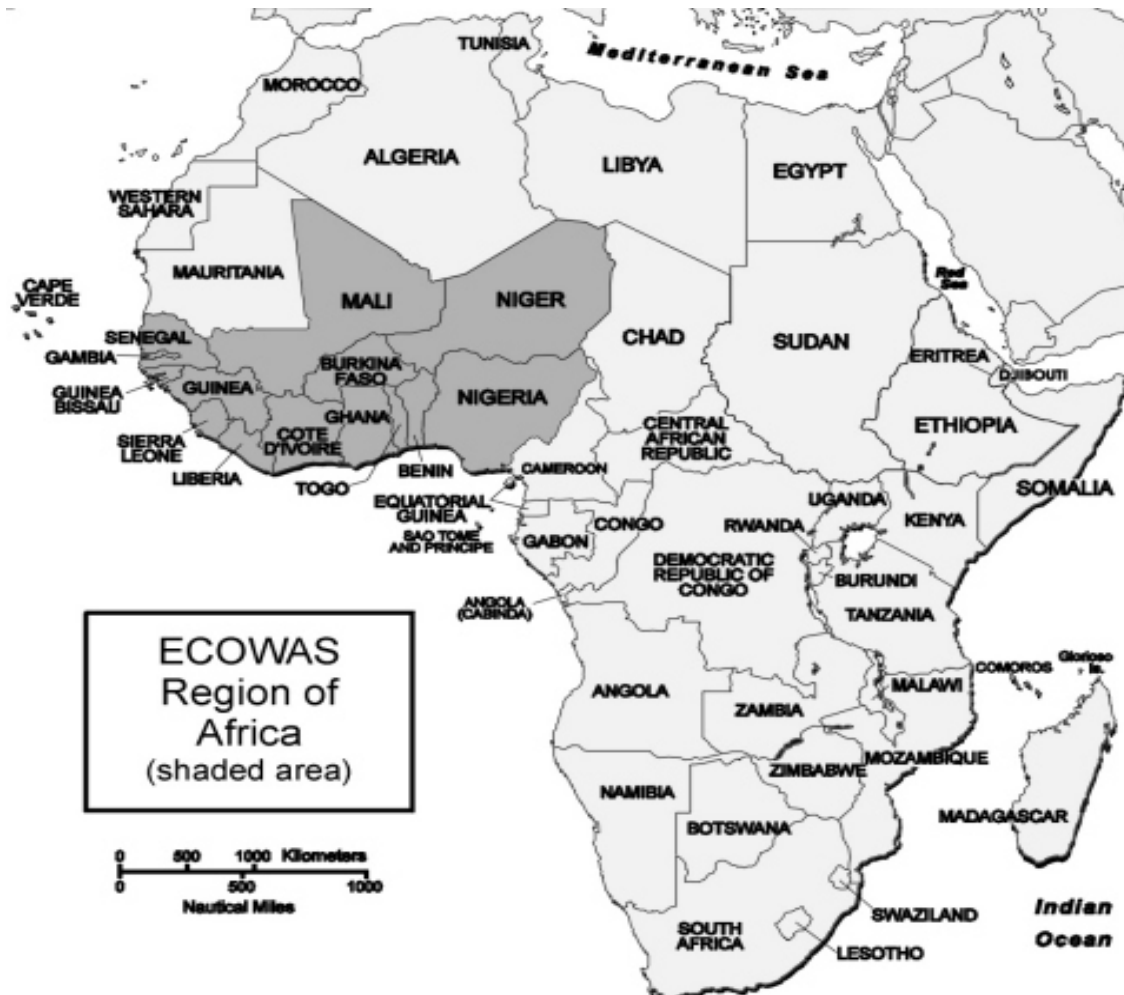 TUNISIA
Mediterranean Sea
MOROCCO
ALGERIA
LIBYA
EGYPT
WESTERN
SAHARA
MAURITANIA
CAPE
VERDE
MALI
NIGER
Red
Sea
CHAD
SUDAN
SENEGAL
GAMBIA
GUINEA
BISSAU
GUINEA
BURKINA
FASO
NIGERIA
ERITREA
DJIBOUTI
GHANA
COTE
D'IVOIRE
SIERRA
LEONE
LIBERIA
TOGO
BENIN
CENTRAL
AFRICAN
REPUBLIC
ETHIOPIA
CAMEROON
SOMALIA
EQUATORIAL
GUINEA
SAO TOME
AND PRINCIPE
GABON
CONGO
UGANDA
KENYA
RWANDA
DEMOCRATIC
REPUBLIC OF
CONGO
BURUNDI
TANZANIA
ANGOLA
(CABINDA)
ECOWAS
Region of
Africa
(shaded area)
ANGOLA
ZAMBIA
MALAWI
COMOROS
Glorioso
Is.
MOZAMBIQUE
ZIMBABWE
NAMIBIA
BOTSWANA
MADAGASCAR
0 500 1000 Kilometers
0 500 1000
Nautical Miles
SWAZILAND
SOUTH
AFRICA
LESOTHO
Indian
Ocean